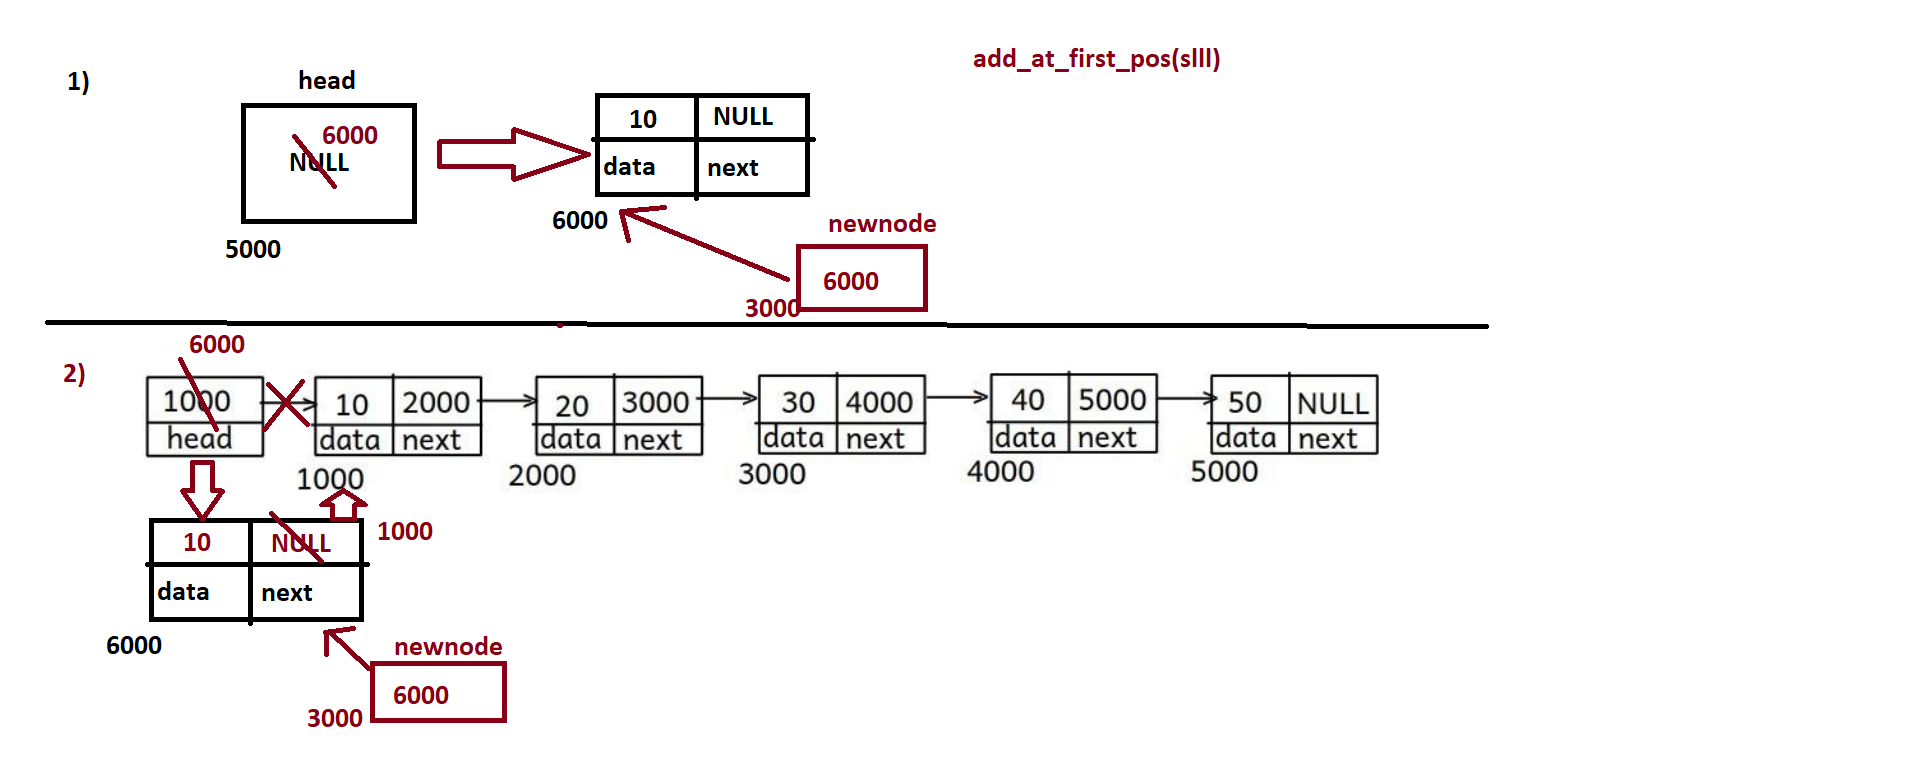 add_at_first_pos(slll)
1)
head
6000
NULL
5000
10 NULL
data next
6000
newnode
6000
3000
6000
2)
1000
head
10 2000
data next
1000
20 3000
data next
2000
30 4000
data next
3000
40 5000
data next
4000
50 NULL
data next
5000
10 NULL
1000
data next
6000
newnode
6000
3000